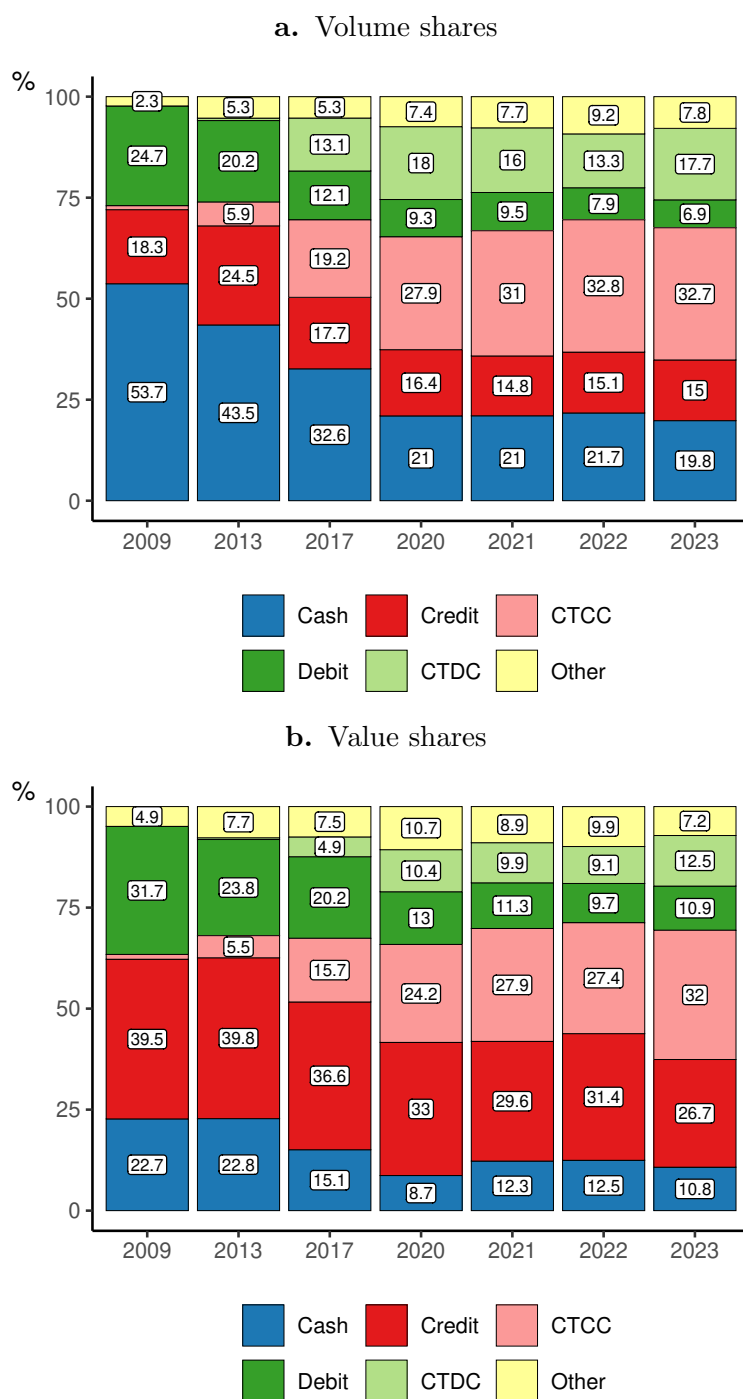 a. Volume shares
%
100 2.3 5.3 5.3 7.4 7.7 9.2 7.8
24.7 20.2 13.1 18 16 13.3 17.7
75
12.1 9.3 9.5 7.9 6.9
5.9
18.3 24.5 19.2 27.9 31 32.8 32.7
50
17.7 16.4 14.8 15.1 15
25
53.7 43.5 32.6 21 21 21.7 19.8
0
2009 2013 2017 2020 2021 2022 2023
Cash Credit CTCC
Debit CTDC Other
b. Value shares
%
100 4.9 7.7 7.5 10.7 8.9 9.9 7.2
4.9 10.4 9.9 9.1 12.5
31.7 23.8 20.2 13 11.3 9.7 10.9
75
5.5 15.7 24.2 27.9 27.4 32
50
39.5 39.8 36.6 33 29.6 31.4 26.7
25
22.7 22.8 15.1 8.7 12.3 12.5 10.8
0
2009 2013 2017 2020 2021 2022 2023
Cash Credit CTCC
Debit CTDC Other